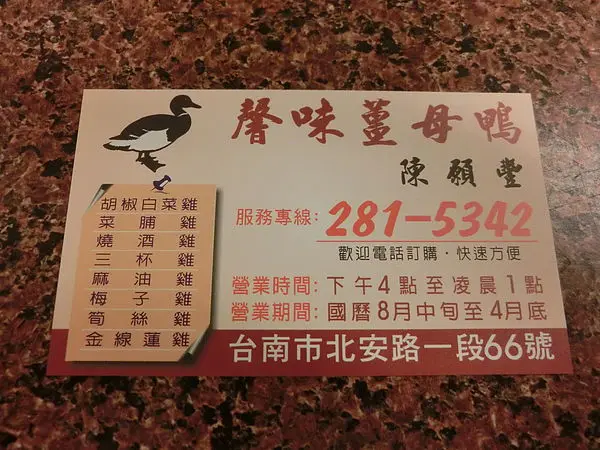 馨味薑母鴨
陳願豐
胡椒白菜雞
菜脯雞
燒酒雞
三杯雞
麻油雞
梅子雞
筍絲雞
金線蓮雞
服務專線:281-5342
歡迎電話訂購·快速方便
營業時間:下午4點至凌晨1點
營業期間:國曆8月中旬至4月底
台南市北安路一段66號